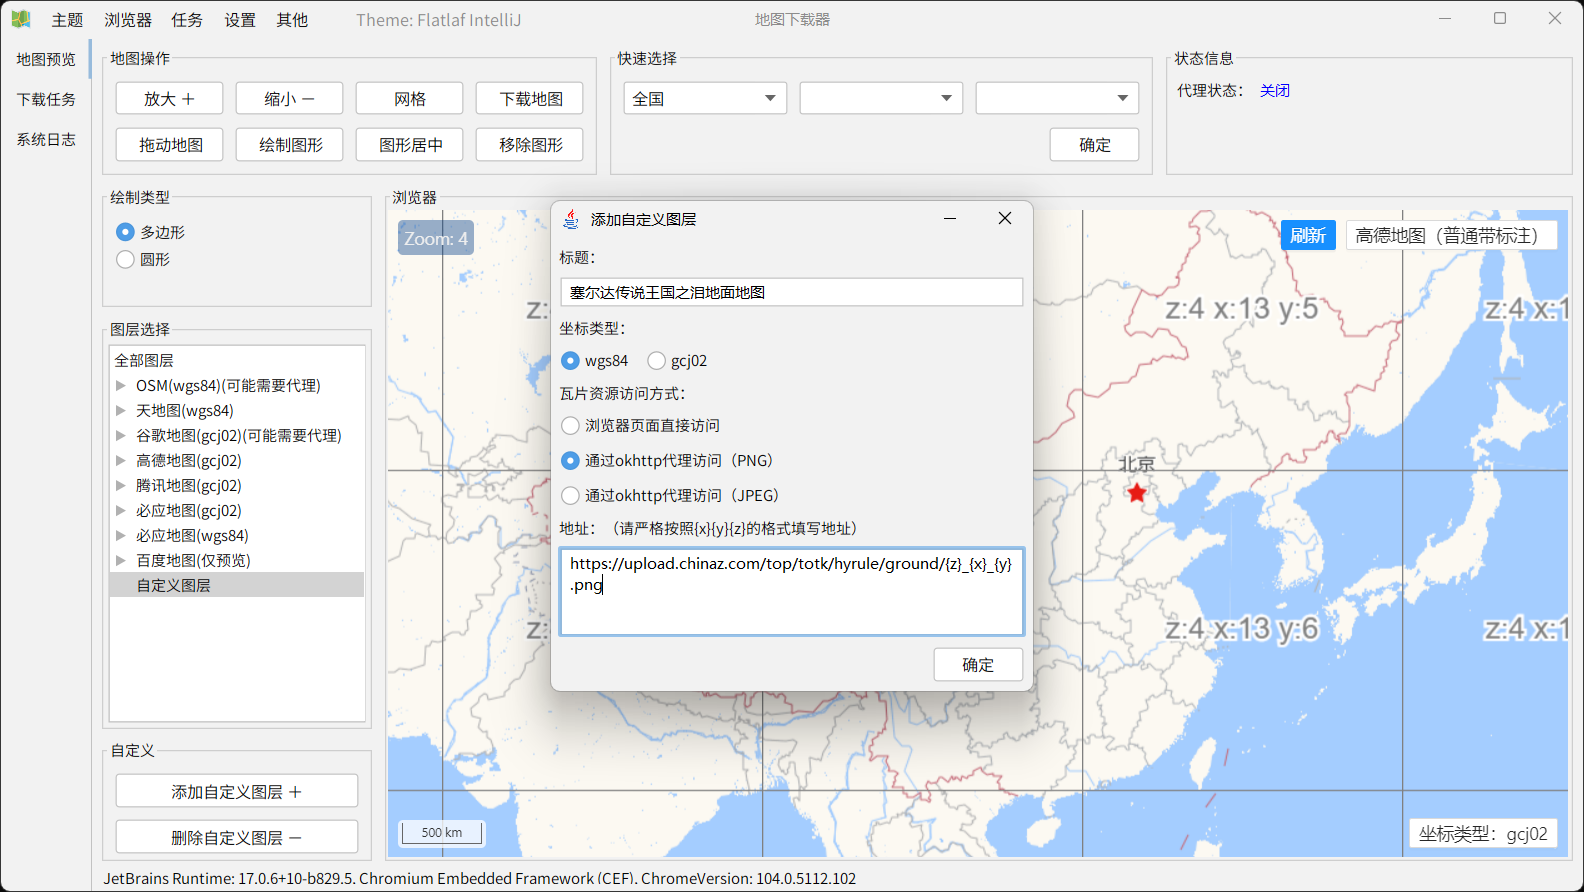 主题 浏览器 任务 设置 其他 Theme: Flatlaf IntelliJ 地图下载器
地图预览
下载任务
系统日志
地图操作
放大 ＋ 缩小 － 网格 下载地图
拖动地图 绘制图形 图形居中 移除图形
快速选择
全国
确定
状态信息
代理状态： 关闭
绘制类型
多边形
圆形
图层选择
全部图层
OSM(wgs84)(可能需要代理)
天地图(wgs84)
谷歌地图(gcj02)(可能需要代理)
高德地图(gcj02)
腾讯地图(gcj02)
必应地图(gcj02)
必应地图(wgs84)
百度地图(仅预览)
自定义图层
自定义
添加自定义图层 ＋
删除自定义图层 －
浏览器
Zoom: 4
刷新 高德地图（普通带标注）
z: z:4 x:13 y:5 z:4 x:1
北京
z: z:4 x:13 y:6 z:4 x:1
500 km
坐标类型：gcj02
添加自定义图层
标题：
塞尔达传说王国之泪地面地图
坐标类型：
wgs84 gcj02
瓦片资源访问方式：
浏览器页面直接访问
通过okhttp代理访问（PNG）
通过okhttp代理访问（JPEG）
地址：（请严格按照{x}{y}{z}的格式填写地址）
https://upload.chinaz.com/top/totk/hyrule/ground/{z}_{x}_{y}
.png
确定
JetBrains Runtime: 17.0.6+10-b829.5. Chromium Embedded Framework (CEF). ChromeVersion: 104.0.5112.102